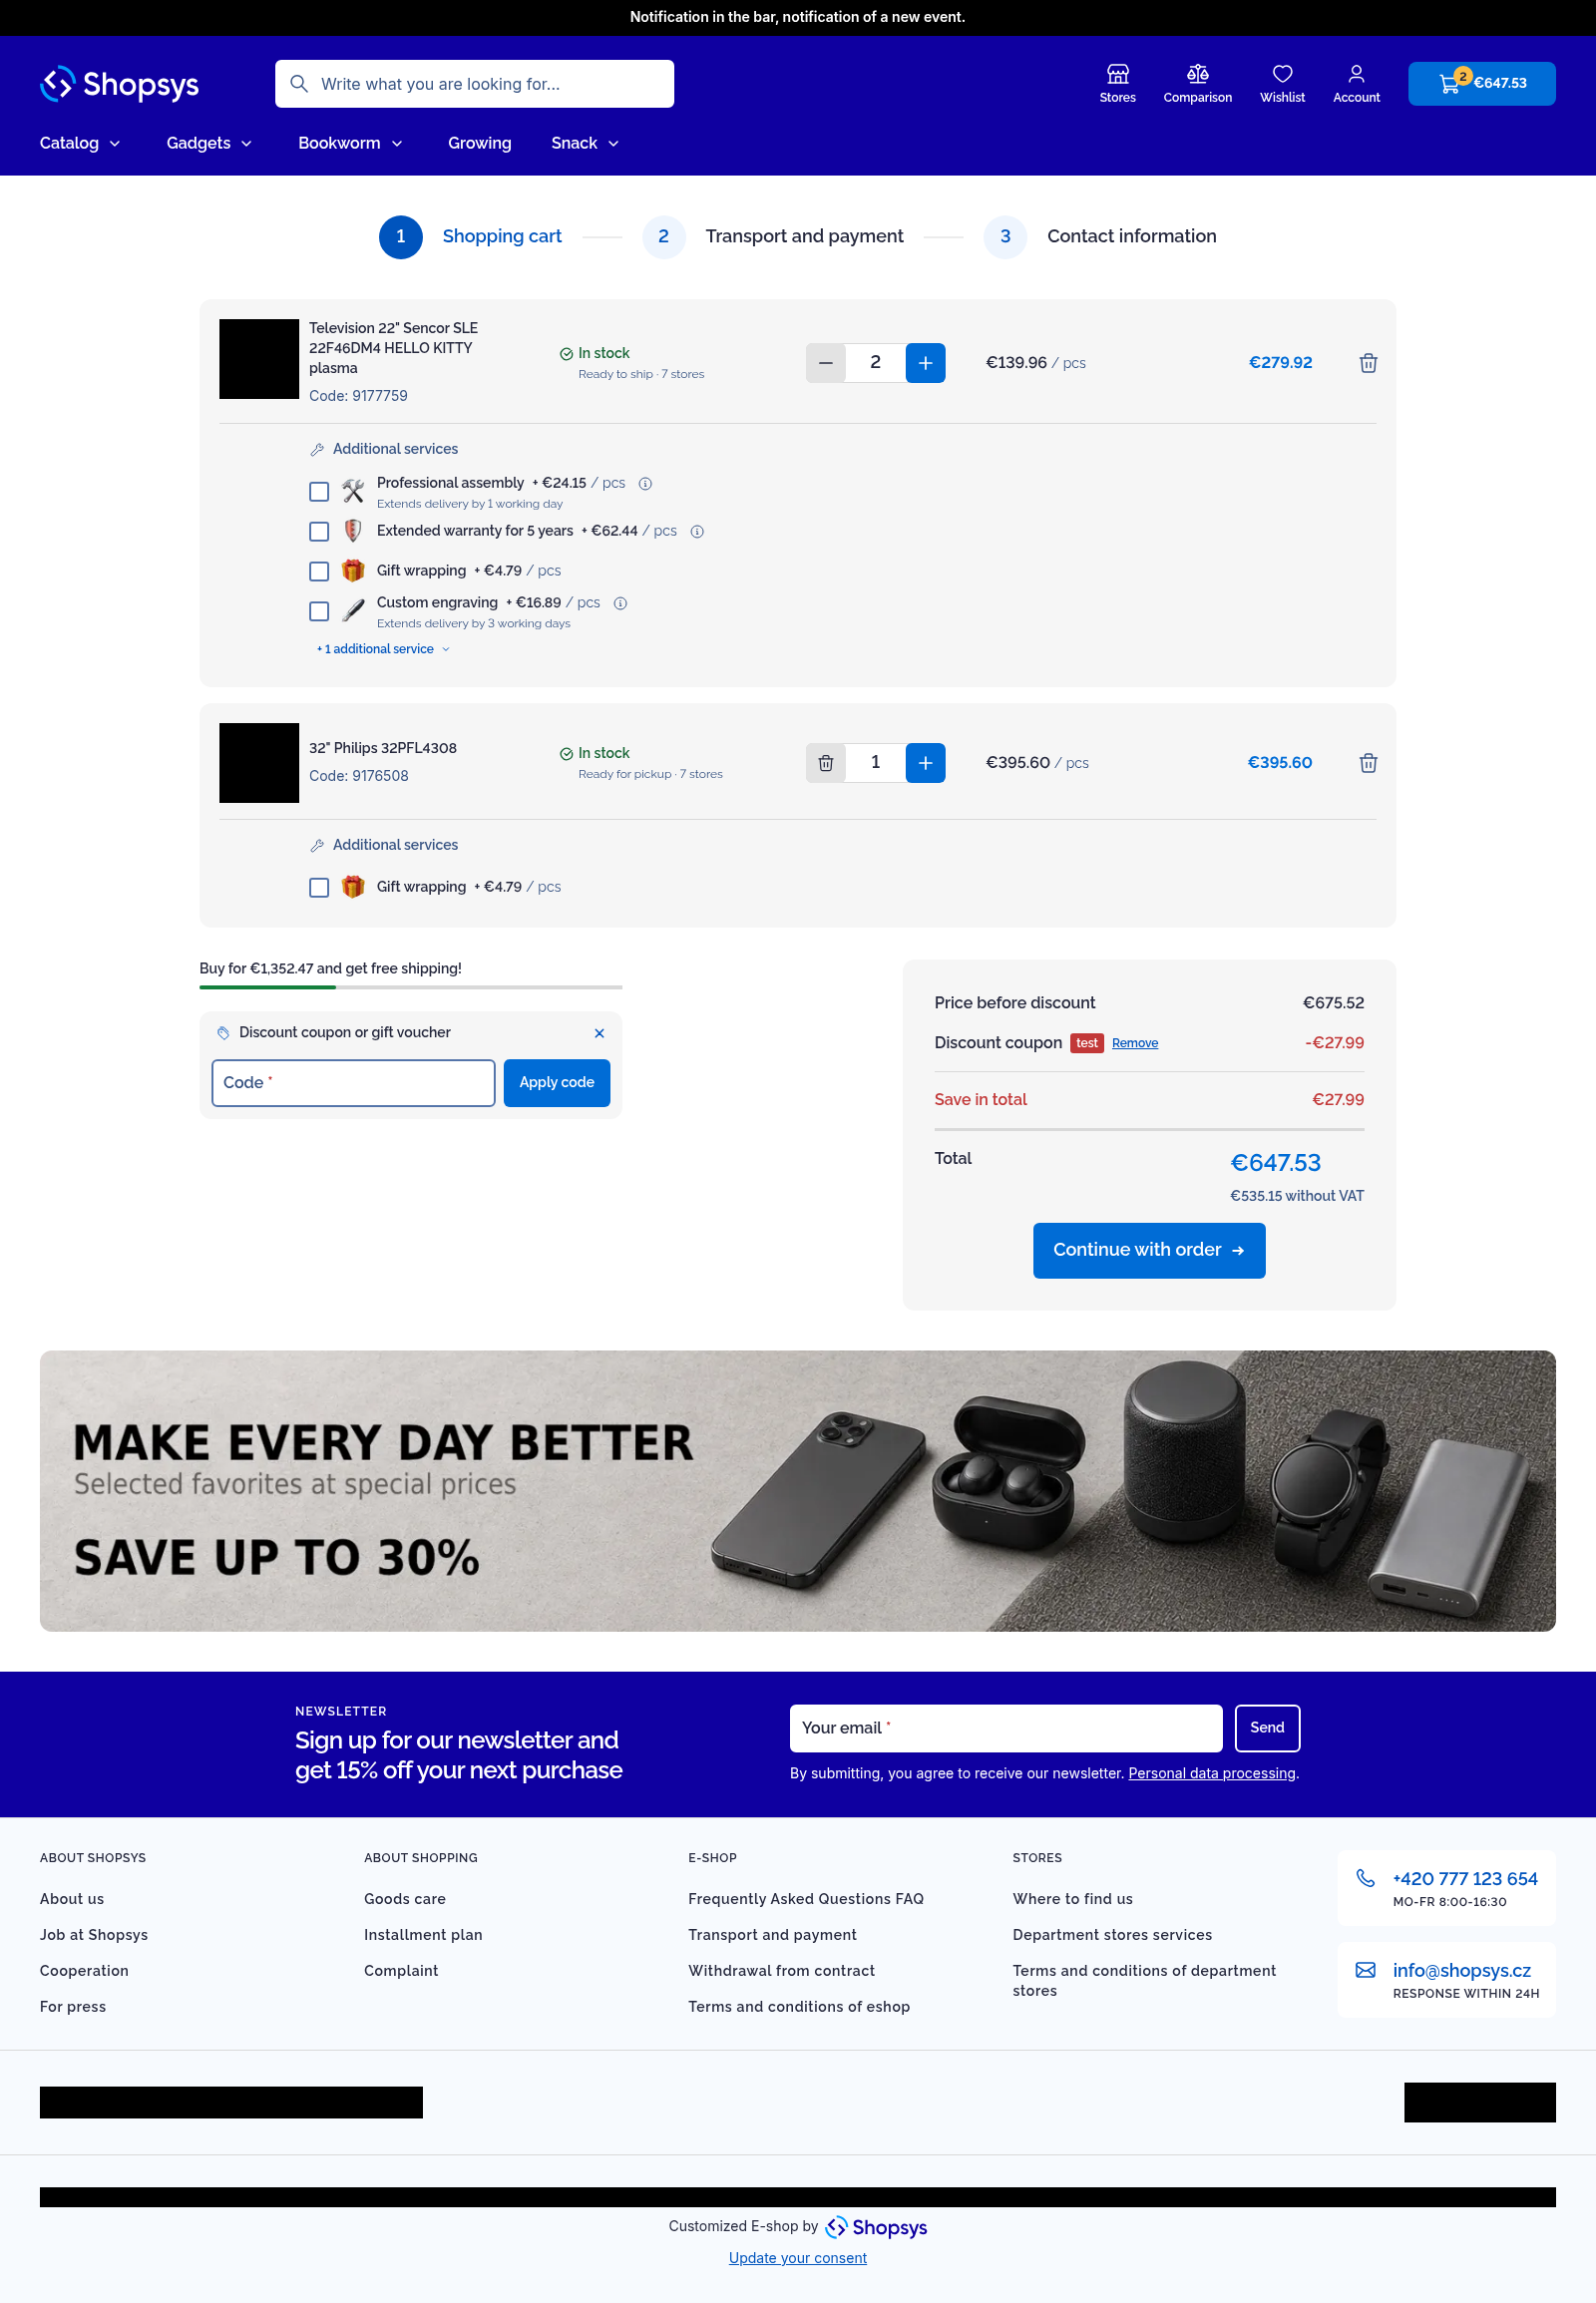 Notification in the bar, notification of a new event.
Shopsys
Write what you are looking for...
Stores
Comparison
Wishlist
Account
2
€647.53
Catalog
Gadgets
Bookworm
Growing
Snack
1
Shopping cart
2
Transport and payment
3
Contact information
Television 22" Sencor SLE
22F46DM4 HELLO KITTY
plasma
Code: 9177759
In stock
Ready to ship · 7 stores
2
€139.96 / pcs
€279.92
Additional services
Professional assembly + €24.15 / pcs
Extends delivery by 1 working day
Extended warranty for 5 years + €62.44 / pcs
Gift wrapping + €4.79 / pcs
Custom engraving + €16.89 / pcs
Extends delivery by 3 working days
+ 1 additional service
32" Philips 32PFL4308
Code: 9176508
In stock
Ready for pickup · 7 stores
1
€395.60 / pcs
€395.60
Additional services
Gift wrapping + €4.79 / pcs
Buy for €1,352.47 and get free shipping!
Discount coupon or gift voucher
Code *
Apply code
Price before discount
€675.52
Discount coupon test Remove
-€27.99
Save in total
€27.99
Total
€647.53
€535.15 without VAT
Continue with order
MAKE EVERY DAY BETTER
Selected favorites at special prices
SAVE UP TO 30%
NEWSLETTER
Sign up for our newsletter and
get 15% off your next purchase
Your email *
Send
By submitting, you agree to receive our newsletter. Personal data processing.
ABOUT SHOPSYS
About us
Job at Shopsys
Cooperation
For press
ABOUT SHOPPING
Goods care
Installment plan
Complaint
E-SHOP
Frequently Asked Questions FAQ
Transport and payment
Withdrawal from contract
Terms and conditions of eshop
STORES
Where to find us
Department stores services
Terms and conditions of department
stores
+420 777 123 654
MO-FR 8:00-16:30
info@shopsys.cz
RESPONSE WITHIN 24H
Customized E-shop by Shopsys
Update your consent